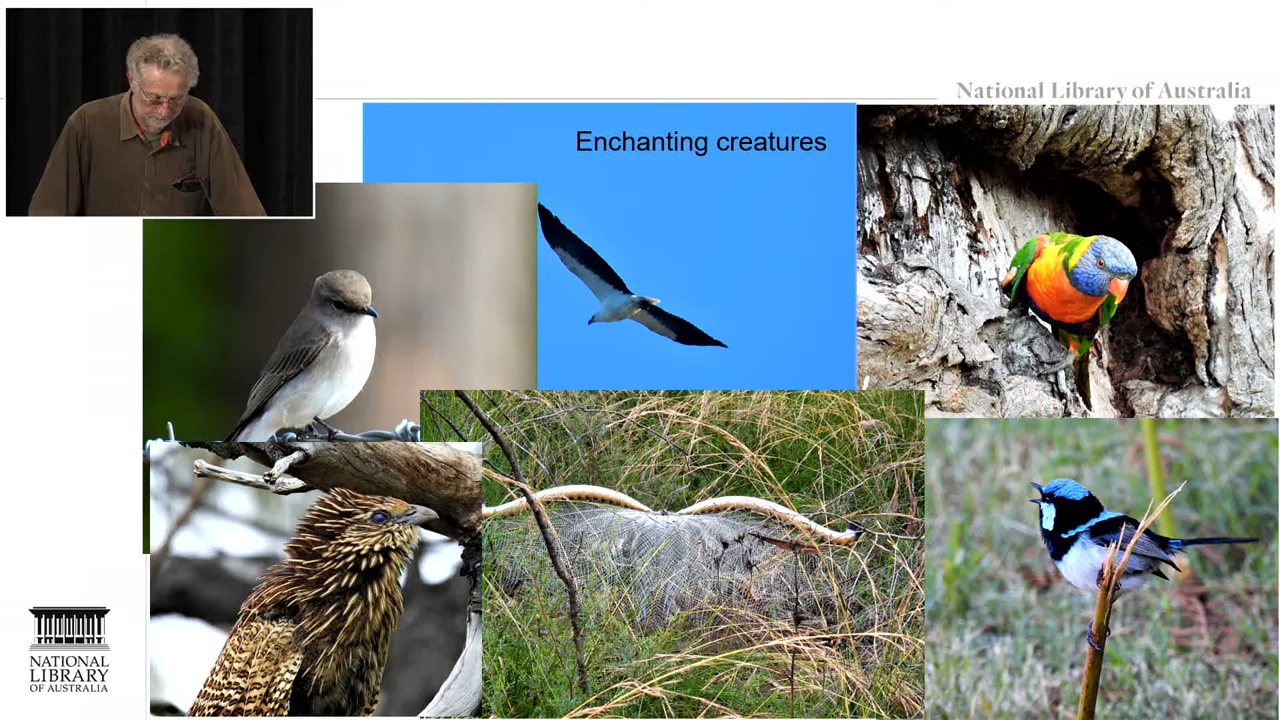 National Library of Australia
Enchanting creatures
NATIONAL
LIBRARY
OF AUSTRALIA